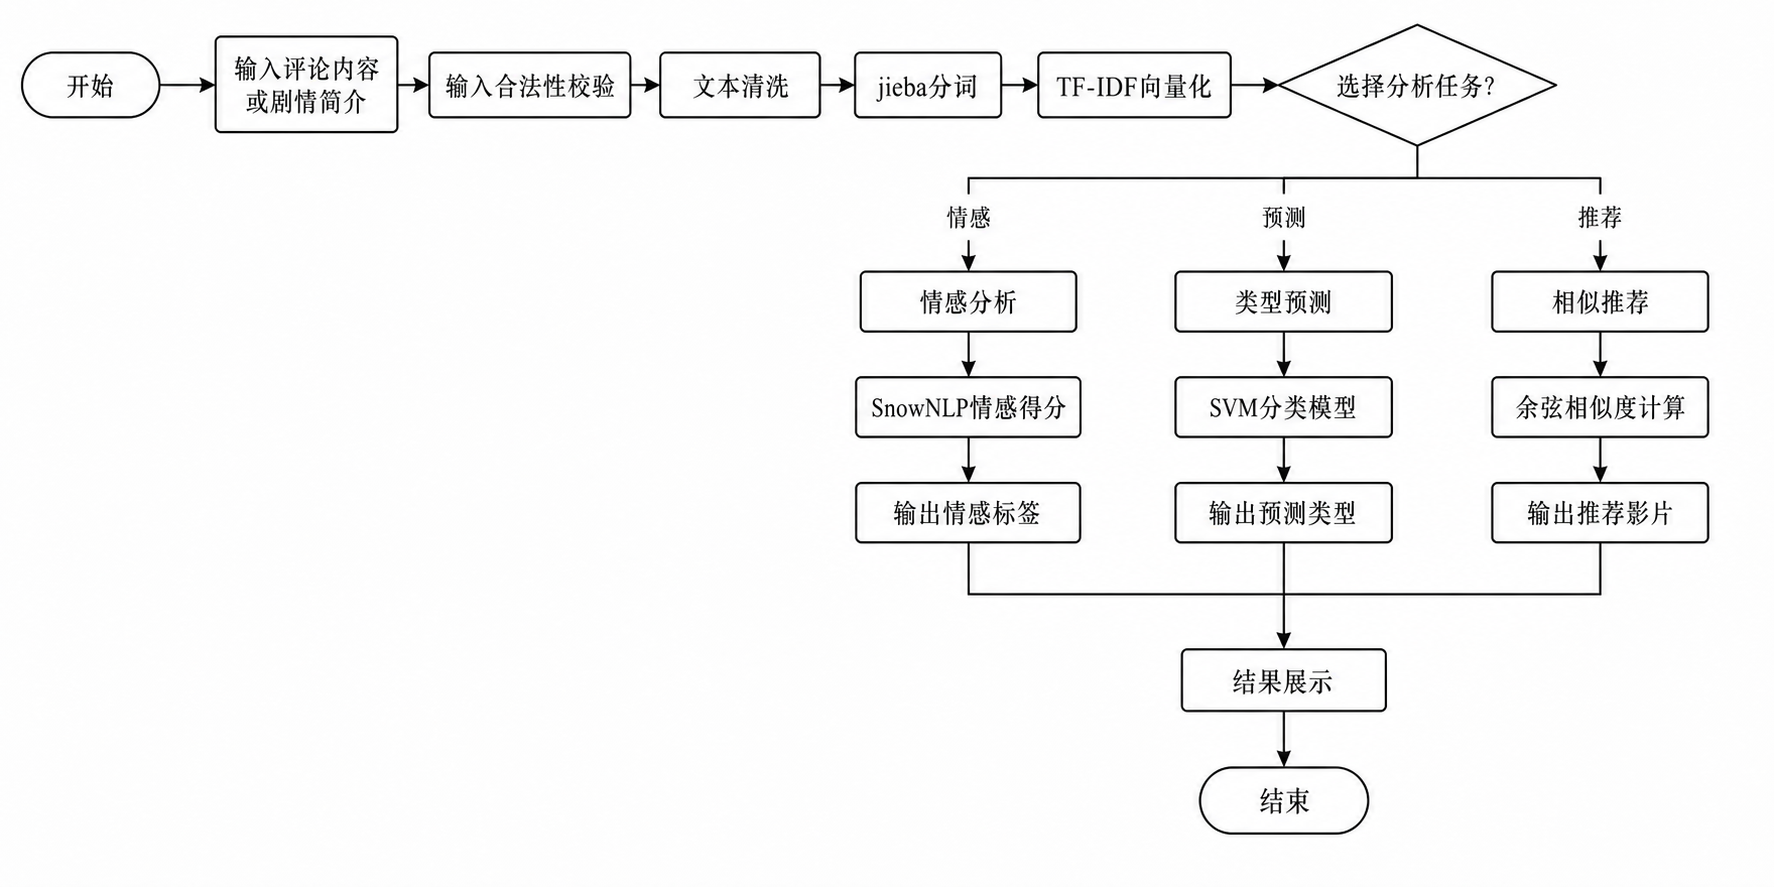 开始
输入评论内容
或剧情简介
输入合法性校验
文本清洗
jieba分词
TF-IDF向量化
选择分析任务?
情感
预测
推荐
情感分析
类型预测
相似推荐
SnowNLP情感得分
SVM分类模型
余弦相似度计算
输出情感标签
输出预测类型
输出推荐影片
结果展示
结束